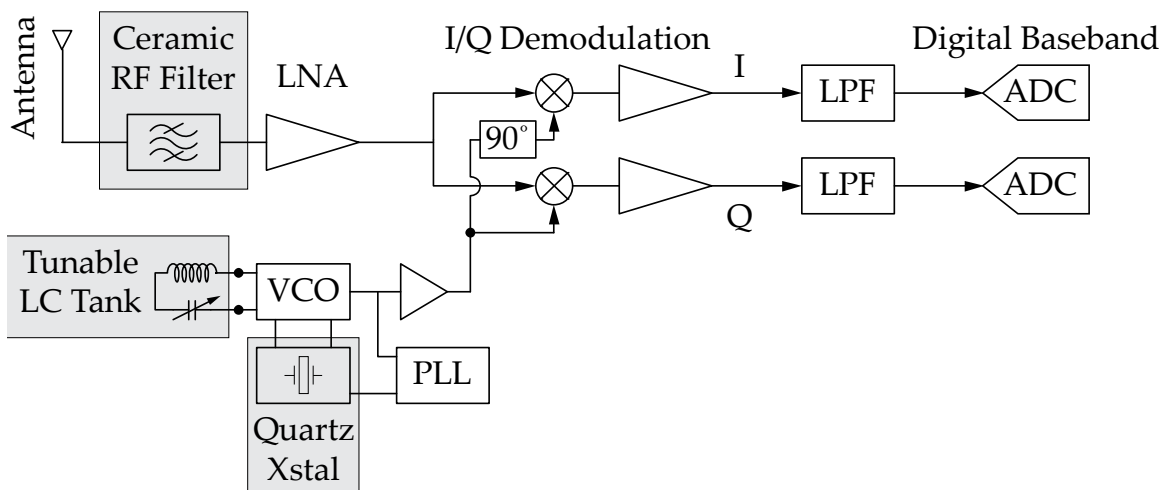 Antenna
Ceramic
RF Filter
LNA
I/Q Demodulation
Digital Baseband
I
LPF
ADC
90°
LPF
ADC
Q
Tunable
LC Tank
VCO
PLL
Quartz
Xstal